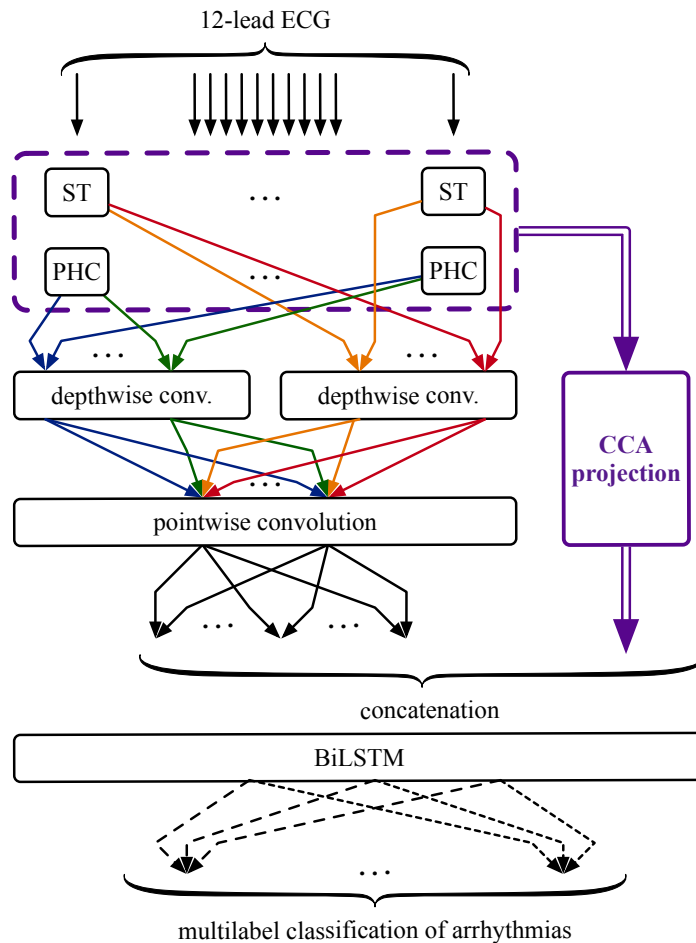 12-lead ECG
ST
...
ST
PHC
...
PHC
...
...
depthwise conv.
depthwise conv.
CCA
projection
...
pointwise convolution
...
...
concatenation
BiLSTM
...
multilabel classification of arrhythmias